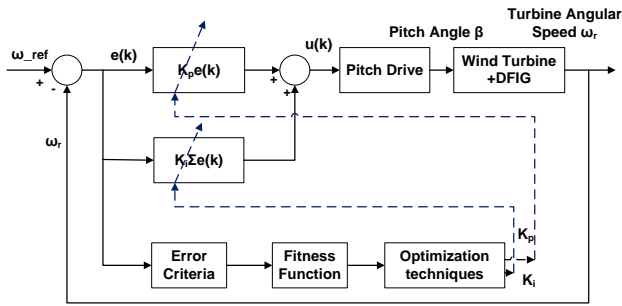 Turbine Angular
Speed ωr
Pitch Angle β
ω_ref
e(k)
u(k)
+
-
Kpe(k)
+
+
Pitch Drive
Wind Turbine
+DFIG
ωr
KiΣe(k)
Kp
Error
Criteria
Fitness
Function
Optimization
techniques
Ki